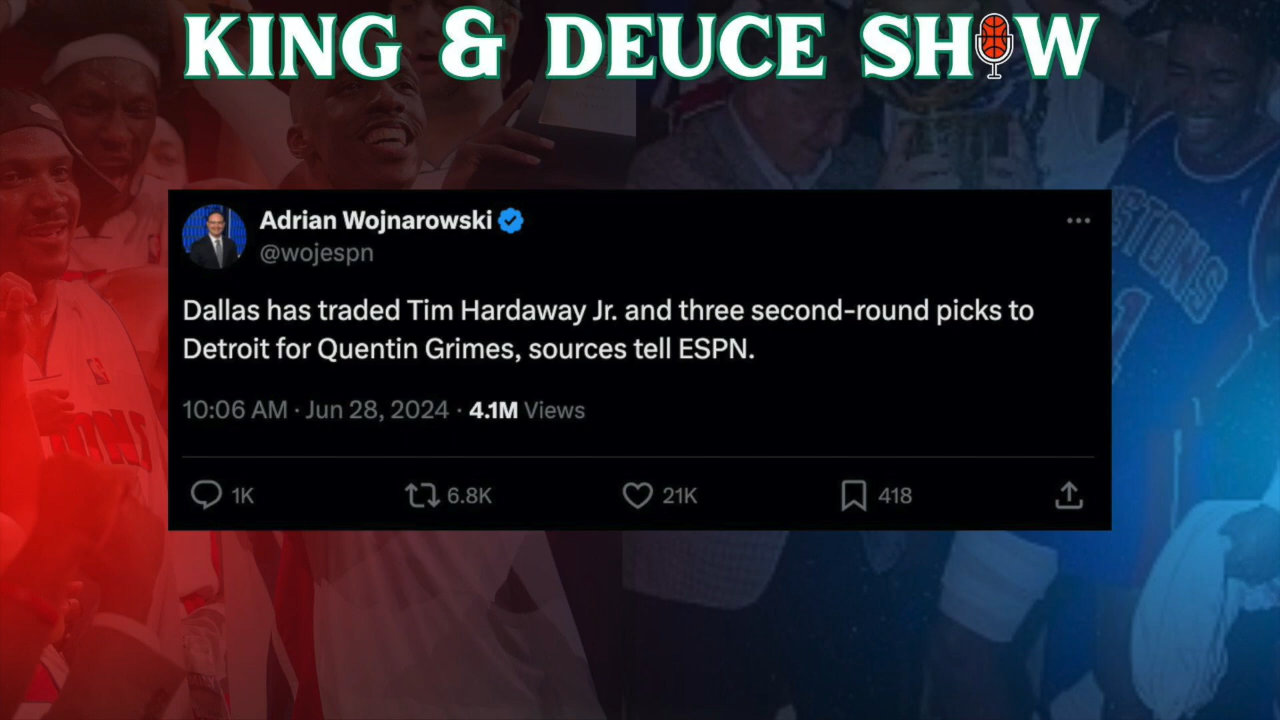 KING & DEUCE SHOW
Adrian Wojnarowski
@wojespn
Dallas has traded Tim Hardaway Jr. and three second-round picks to
Detroit for Quentin Grimes, sources tell ESPN.
10:06 AM · Jun 28, 2024 · 4.1M Views
1K 6.8K 21K 418